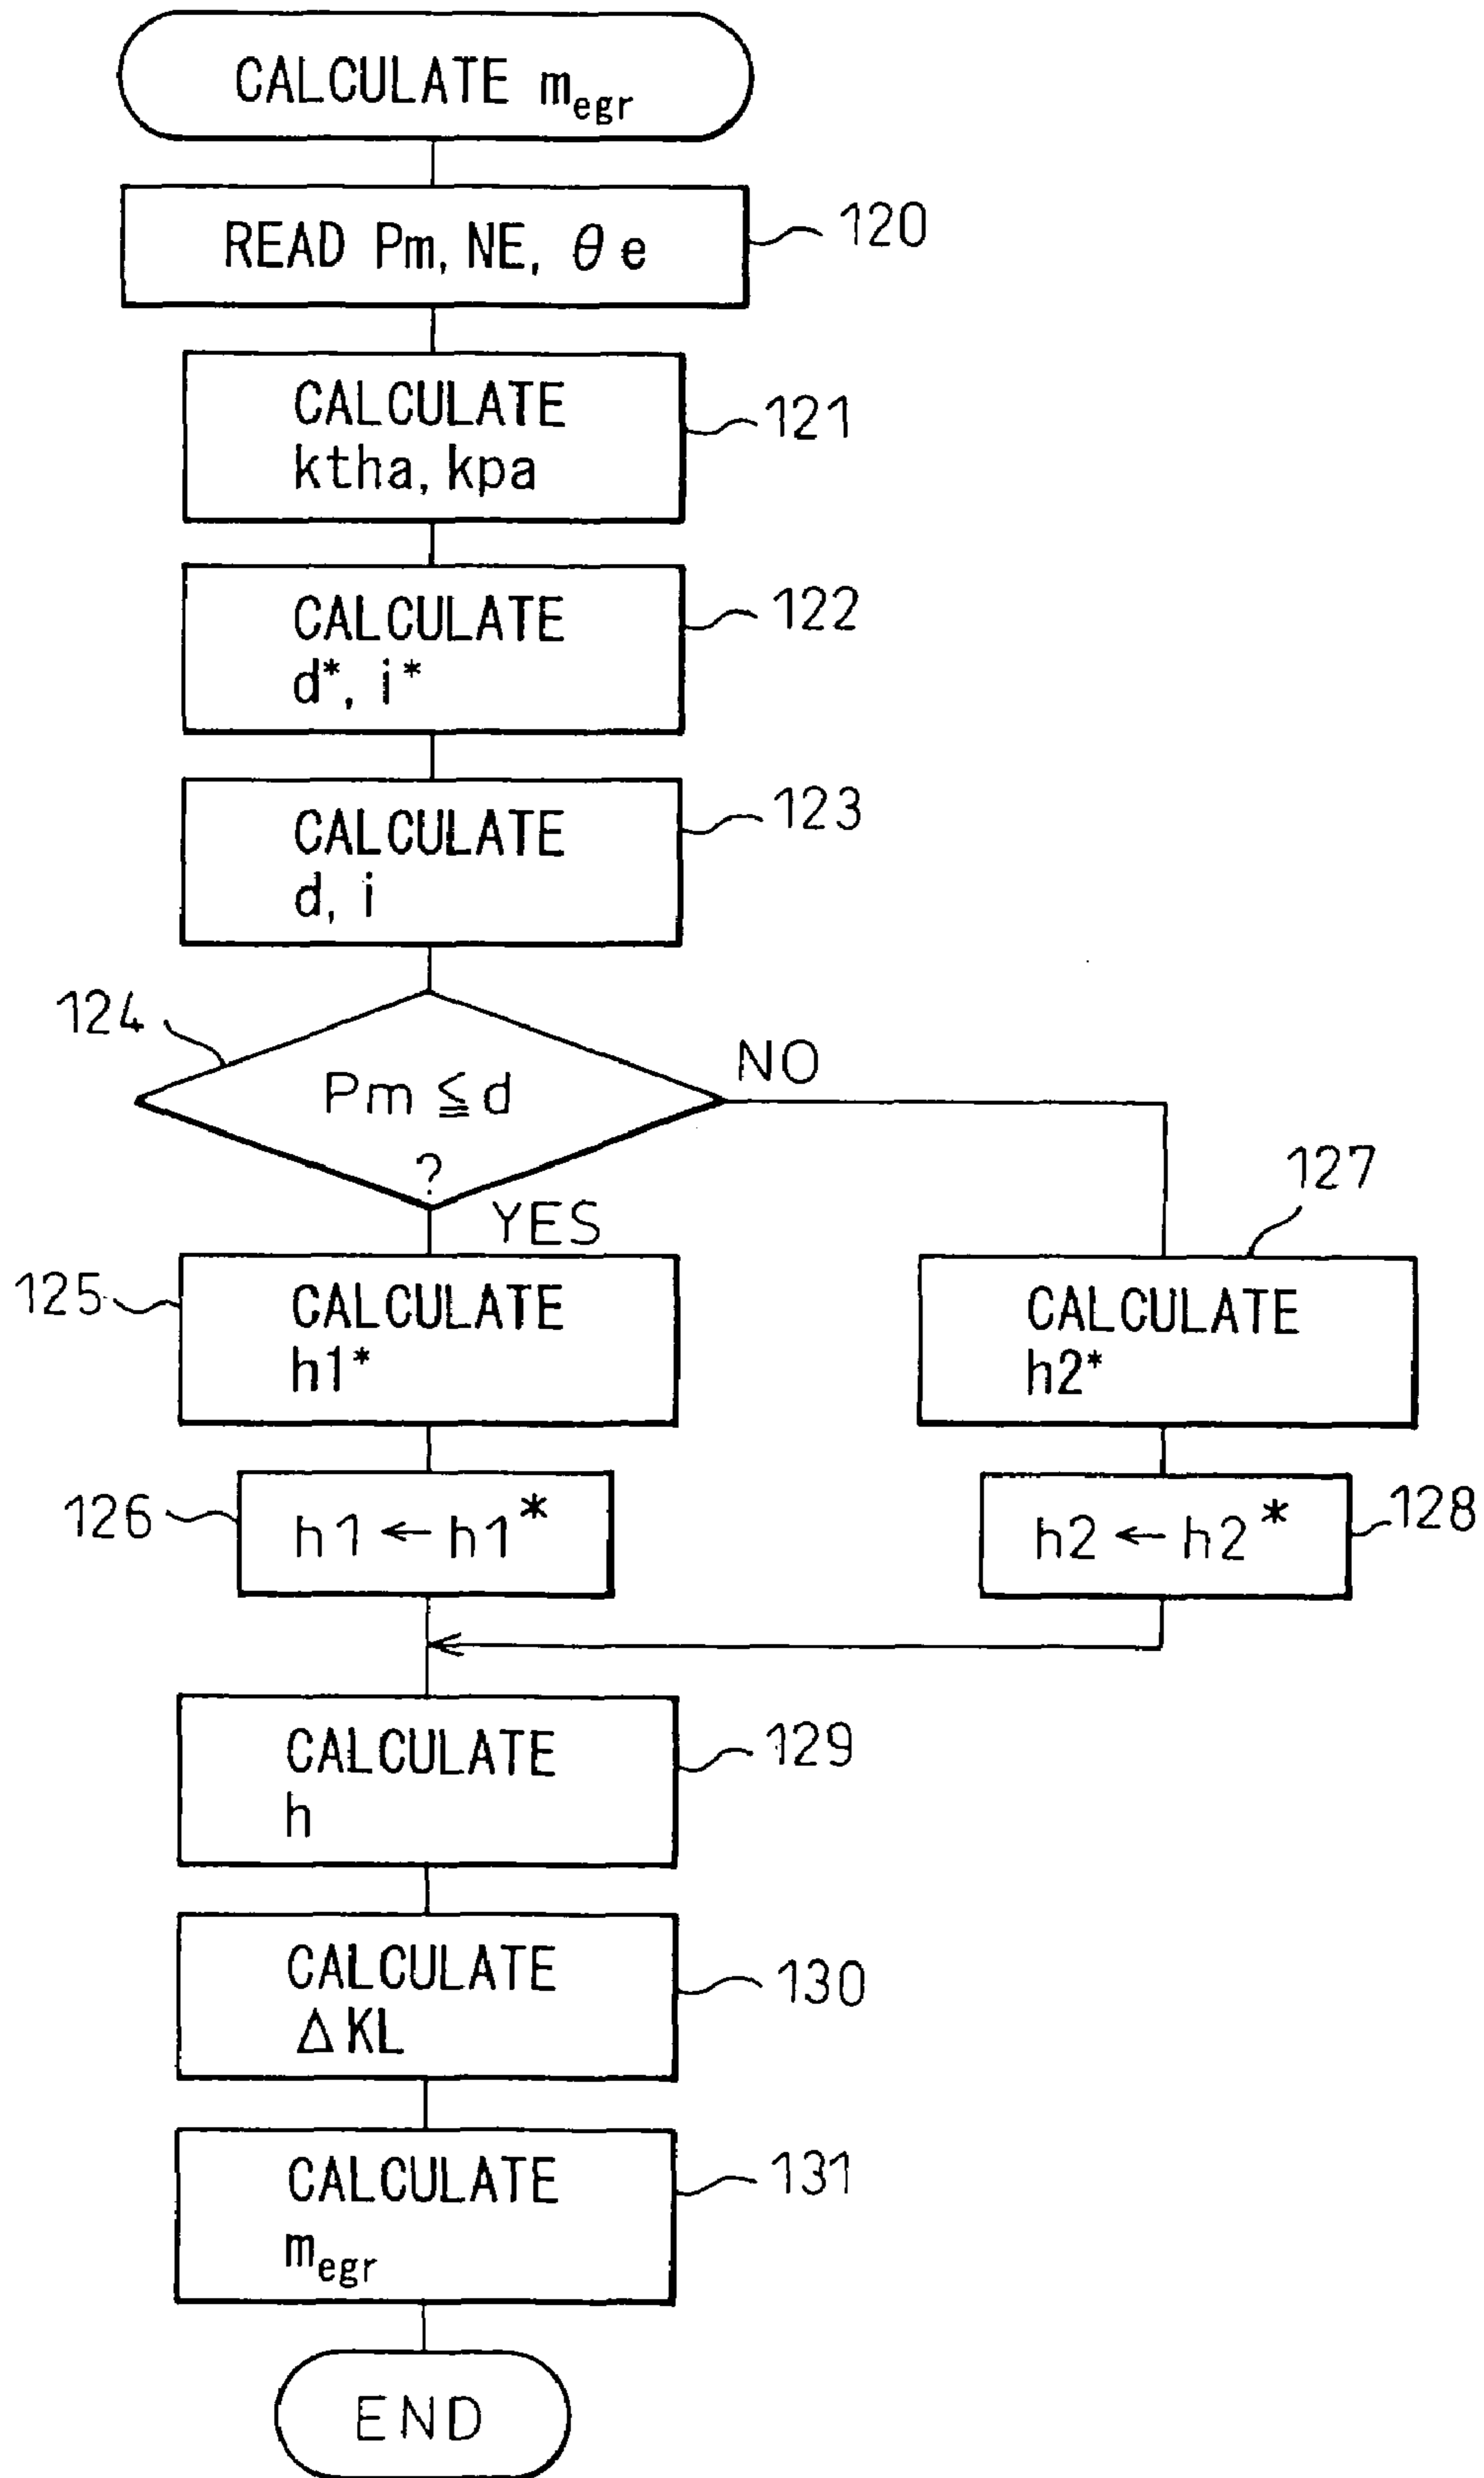 CALCULATE megr
READ Pm, NE, θe
120
CALCULATE
ktha, kpa
121
CALCULATE
d*, i*
122
CALCULATE
d, i
123
124
Pm ≦ d
?
NO
YES
125
CALCULATE
h1*
127
CALCULATE
h2*
126
h1 ← h1*
h2 ← h2*
128
CALCULATE
h
129
CALCULATE
ΔKL
130
CALCULATE
megr
131
END